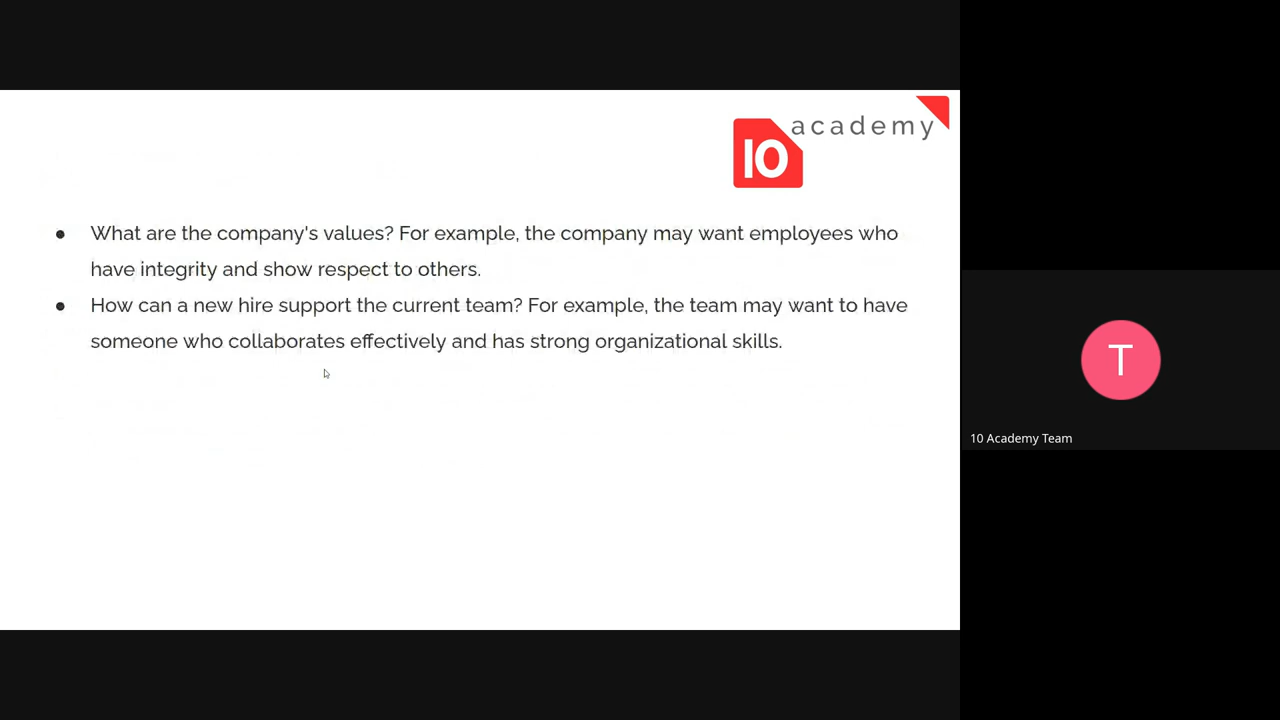 academy
10
● What are the company's values? For example, the company may want employees who
have integrity and show respect to others.
● How can a new hire support the current team? For example, the team may want to have
someone who collaborates effectively and has strong organizational skills.
T
10 Academy Team